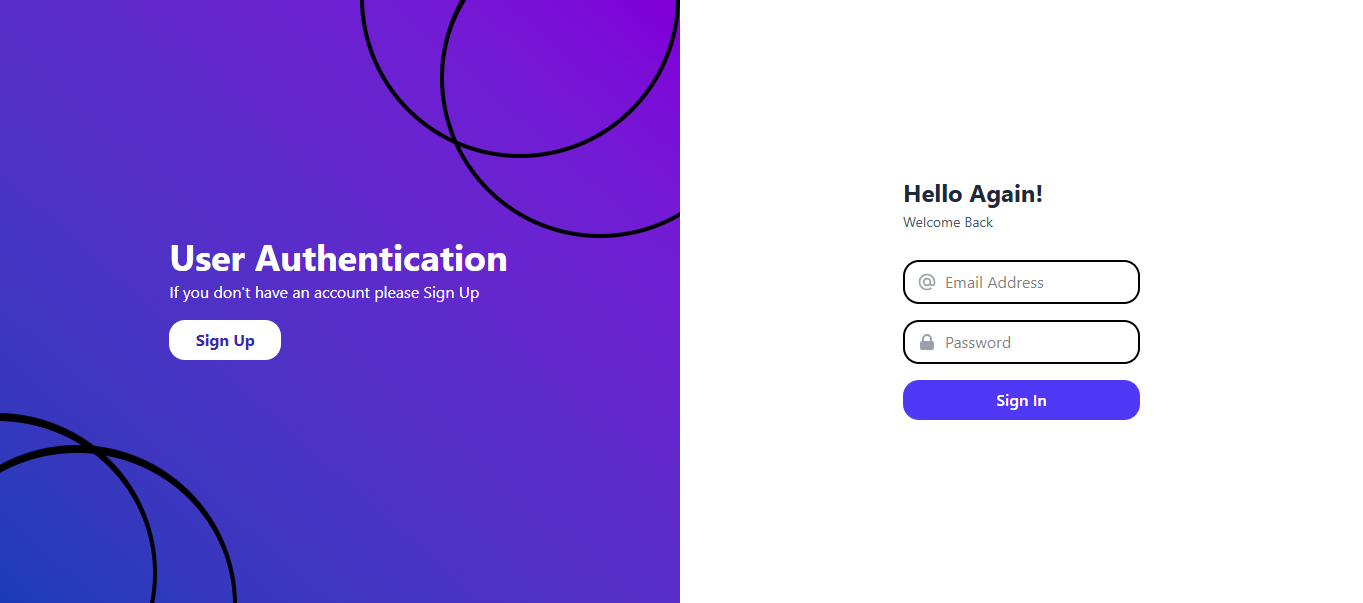 User Authentication
If you don't have an account please Sign Up
Sign Up
Hello Again!
Welcome Back
Email Address
Password
Sign In